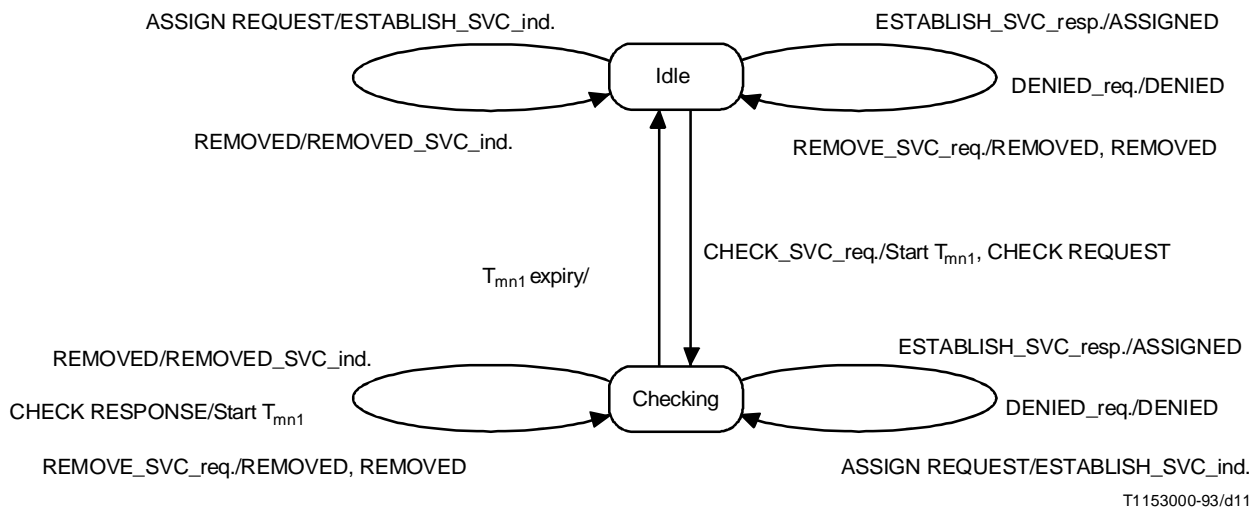 ASSIGN REQUEST/ESTABLISH_SVC_ind.
ESTABLISH_SVC_resp./ASSIGNED
Idle
DENIED_req./DENIED
REMOVED/REMOVED_SVC_ind.
REMOVE_SVC_req./REMOVED, REMOVED
CHECK_SVC_req./Start Tmn1, CHECK REQUEST
Tmn1 expiry/
REMOVED/REMOVED_SVC_ind.
ESTABLISH_SVC_resp./ASSIGNED
Checking
CHECK RESPONSE/Start Tmn1
DENIED_req./DENIED
REMOVE_SVC_req./REMOVED, REMOVED
ASSIGN REQUEST/ESTABLISH_SVC_ind.
T1153000-93/d11